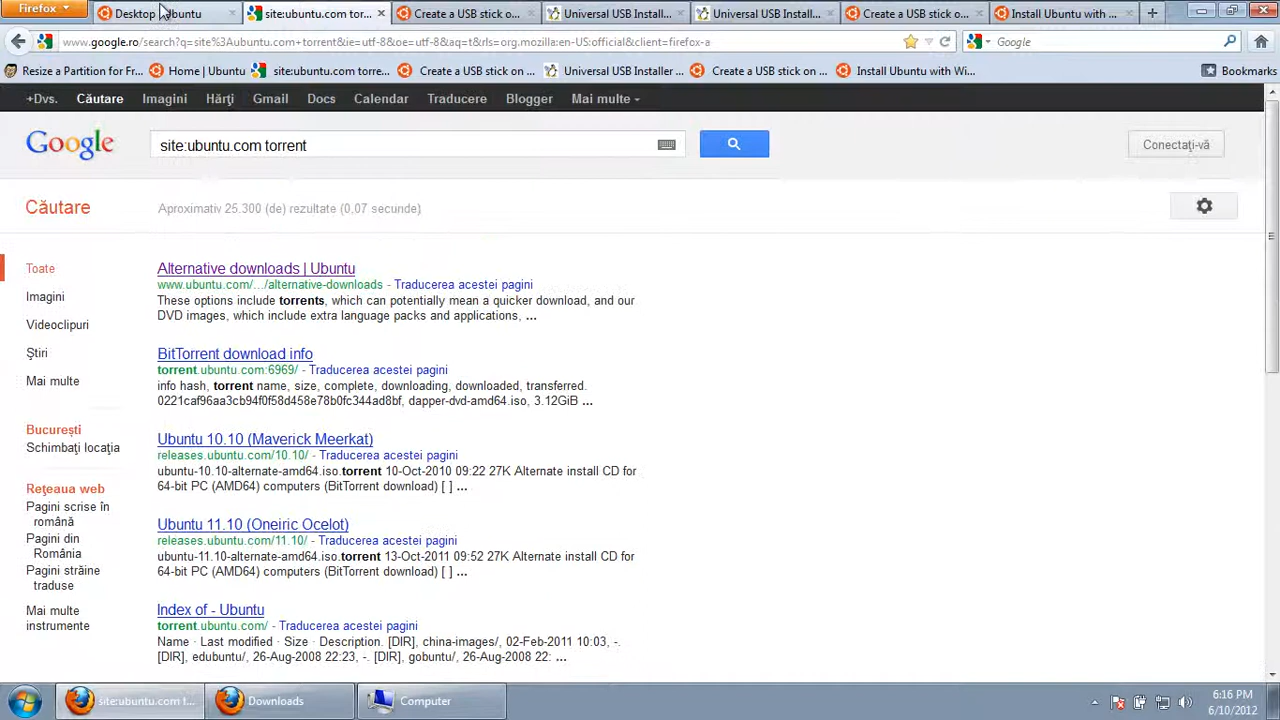 Firefox
Desktop | Ubuntu
site:ubuntu.com tor...
Create a USB stick o...
Universal USB Install...
Universal USB Install...
Create a USB stick o...
Install Ubuntu with ...
www.google.ro/search?q=site%3Aubuntu.com+torrent&ie=utf-8&oe=utf-8&aq=t&rls=org.mozilla:en-US:official&client=firefox-a
Google
Resize a Partition for Fr...
Home | Ubuntu
site:ubuntu.com torre...
Create a USB stick on ...
Universal USB Installer ...
Create a USB stick on ...
Install Ubuntu with Wi...
Bookmarks
+Dvs. Căutare Imagini Hărţi Gmail Docs Calendar Traducere Blogger Mai multe
Google
site:ubuntu.com torrent
Conectaţi-vă
Căutare
Aproximativ 25.300 (de) rezultate (0,07 secunde)
Toate
Imagini
Videoclipuri
Ştiri
Mai multe
Bucureşti
Schimbaţi locaţia
Reţeaua web
Pagini scrise în
română
Pagini din
România
Pagini străine
traduse
Mai multe
instrumente
Alternative downloads | Ubuntu
www.ubuntu.com/.../alternative-downloads - Traducerea acestei pagini
These options include torrents, which can potentially mean a quicker download, and our
DVD images, which include extra language packs and applications, ...
BitTorrent download info
torrent.ubuntu.com:6969/ - Traducerea acestei pagini
info hash, torrent name, size, complete, downloading, downloaded, transferred.
0221caf96aa3cb94f0f58d458e78b0fc344ad8bf, dapper-dvd-amd64.iso, 3.12GiB ...
Ubuntu 10.10 (Maverick Meerkat)
releases.ubuntu.com/10.10/ - Traducerea acestei pagini
ubuntu-10.10-alternate-amd64.iso.torrent 10-Oct-2010 09:22 27K Alternate install CD for
64-bit PC (AMD64) computers (BitTorrent download) [ ] ...
Ubuntu 11.10 (Oneiric Ocelot)
releases.ubuntu.com/11.10/ - Traducerea acestei pagini
ubuntu-11.10-alternate-amd64.iso.torrent 13-Oct-2011 09:52 27K Alternate install CD for
64-bit PC (AMD64) computers (BitTorrent download) [ ] ...
Index of - Ubuntu
torrent.ubuntu.com/ - Traducerea acestei pagini
Name · Last modified · Size · Description. [DIR], china-images/, 02-Feb-2011 10:03, -.
[DIR], edubuntu/, 26-Aug-2008 22:23, -. [DIR], gobuntu/, 26-Aug-2008 22: ...
site:ubuntu.com t...
Downloads
Computer
6:16 PM
6/10/2012